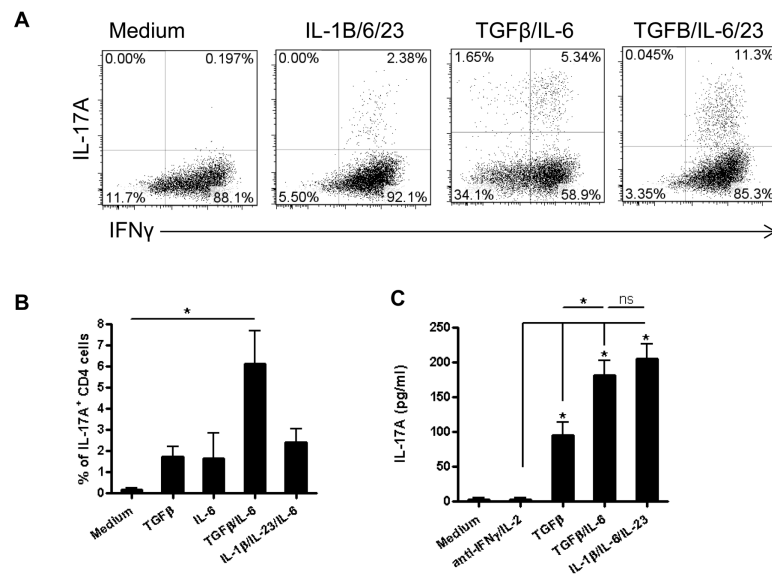 A
Medium
IL-1B/6/23
TGFβ/IL-6
TGFB/IL-6/23
0.00% 0.197%
0.00% 2.38%
1.65% 5.34%
0.045% 11.3%
IL-17A
11.7% 88.1%
5.50% 92.1%
34.1% 58.9%
3.35% 85.3%
IFNγ
B
*
% of IL-17A+ CD4 cells
8
7
6
5
4
3
2
1
0
Medium
TGFβ
IL-6
TGFβ/IL-6
IL-1β/IL-23/IL-6
C
* ns
* * *
IL-17A (pg/ml)
250
200
150
100
50
0
Medium
anti-IFNγ/IL-2
TGFβ
TGFβ/IL-6
IL-1β/IL-6/IL-23